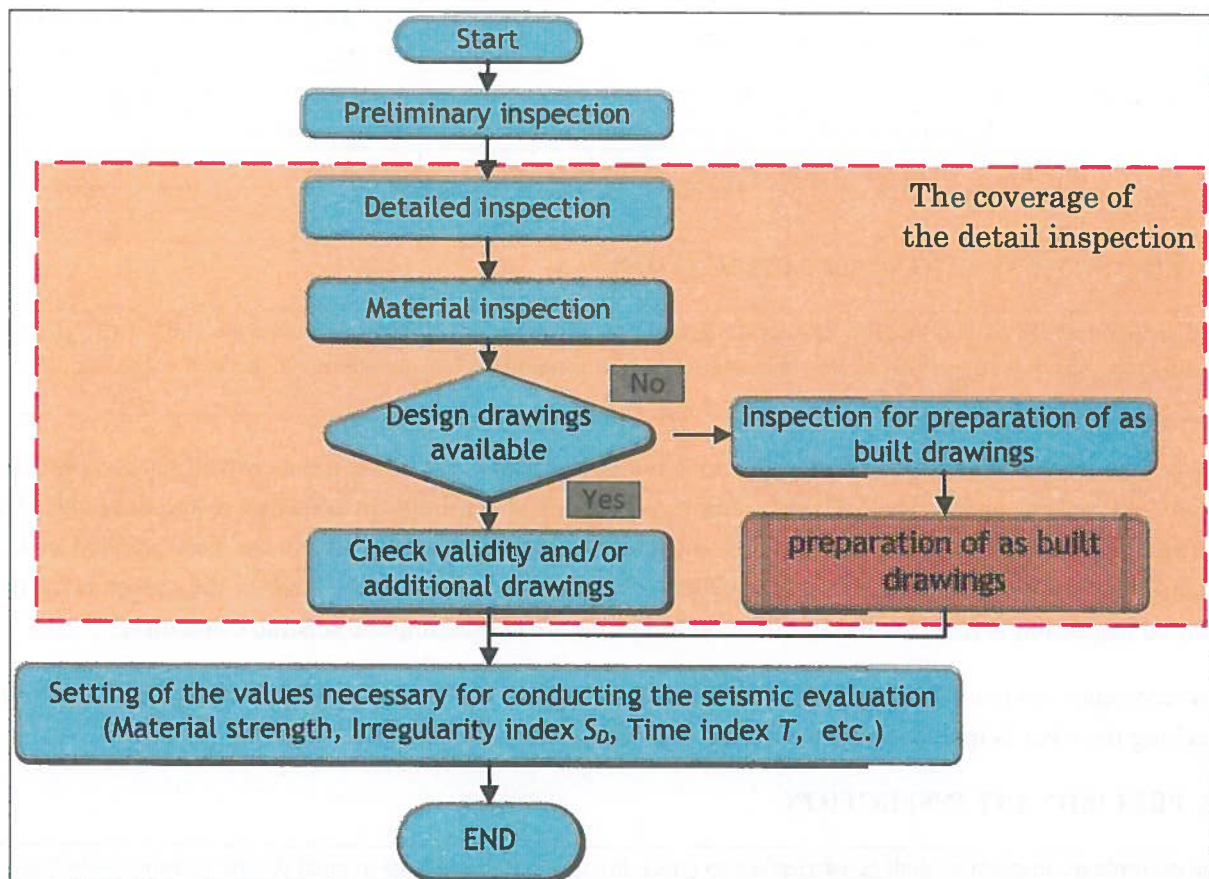 Start
Preliminary inspection
The coverage of
the detail inspection
Detailed inspection
Material inspection
No
Design drawings
available
Inspection for preparation of as
built drawings
Yes
Check validity and/or
additional drawings
preparation of as built
drawings
Setting of the values necessary for conducting the seismic evaluation
(Material strength, Irregularity index S_D, Time index T, etc.)
END